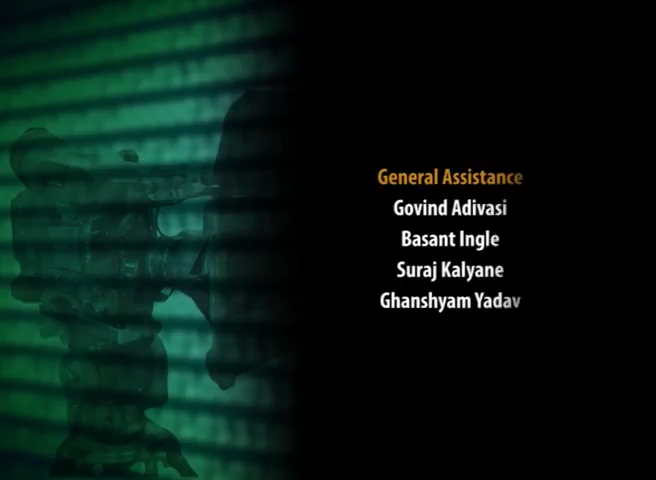 General Assistance
Govind Adivasi
Basant Ingle
Suraj Kalyane
Ghanshyam Yadav